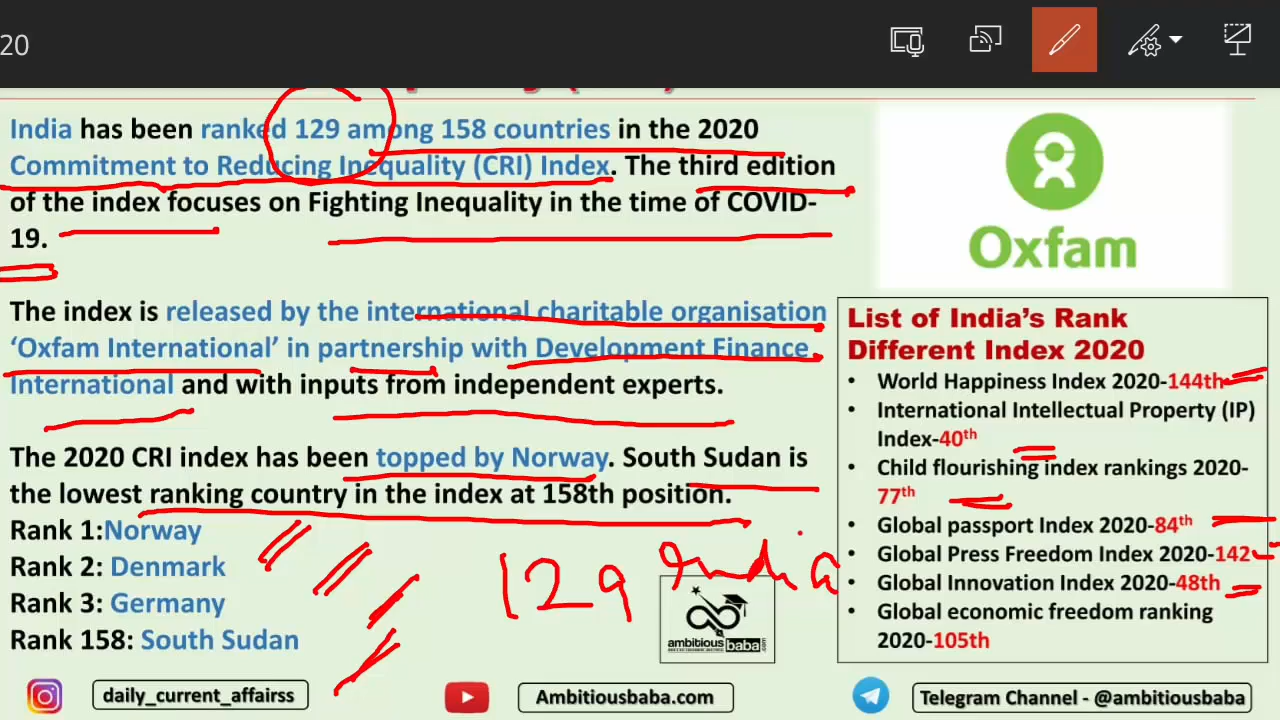 20
India has been ranked 129 among 158 countries in the 2020
Commitment to Reducing Inequality (CRI) Index. The third edition
of the index focuses on Fighting Inequality in the time of COVID-
19.
The index is released by the international charitable organisation
‘Oxfam International’ in partnership with Development Finance
International and with inputs from independent experts.
The 2020 CRI index has been topped by Norway. South Sudan is
the lowest ranking country in the index at 158th position.
Rank 1:Norway
Rank 2: Denmark
Rank 3: Germany
Rank 158: South Sudan
129 India
Oxfam
List of India’s Rank
Different Index 2020
• World Happiness Index 2020-144th
• International Intellectual Property (IP)
Index-40th
• Child flourishing index rankings 2020-
77th
• Global passport Index 2020-84th
• Global Press Freedom Index 2020-142
• Global Innovation Index 2020-48th
• Global economic freedom ranking
2020-105th
ambitious baba .com
daily_current_affairss
Ambitiousbaba.com
Telegram Channel - @ambitiousbaba